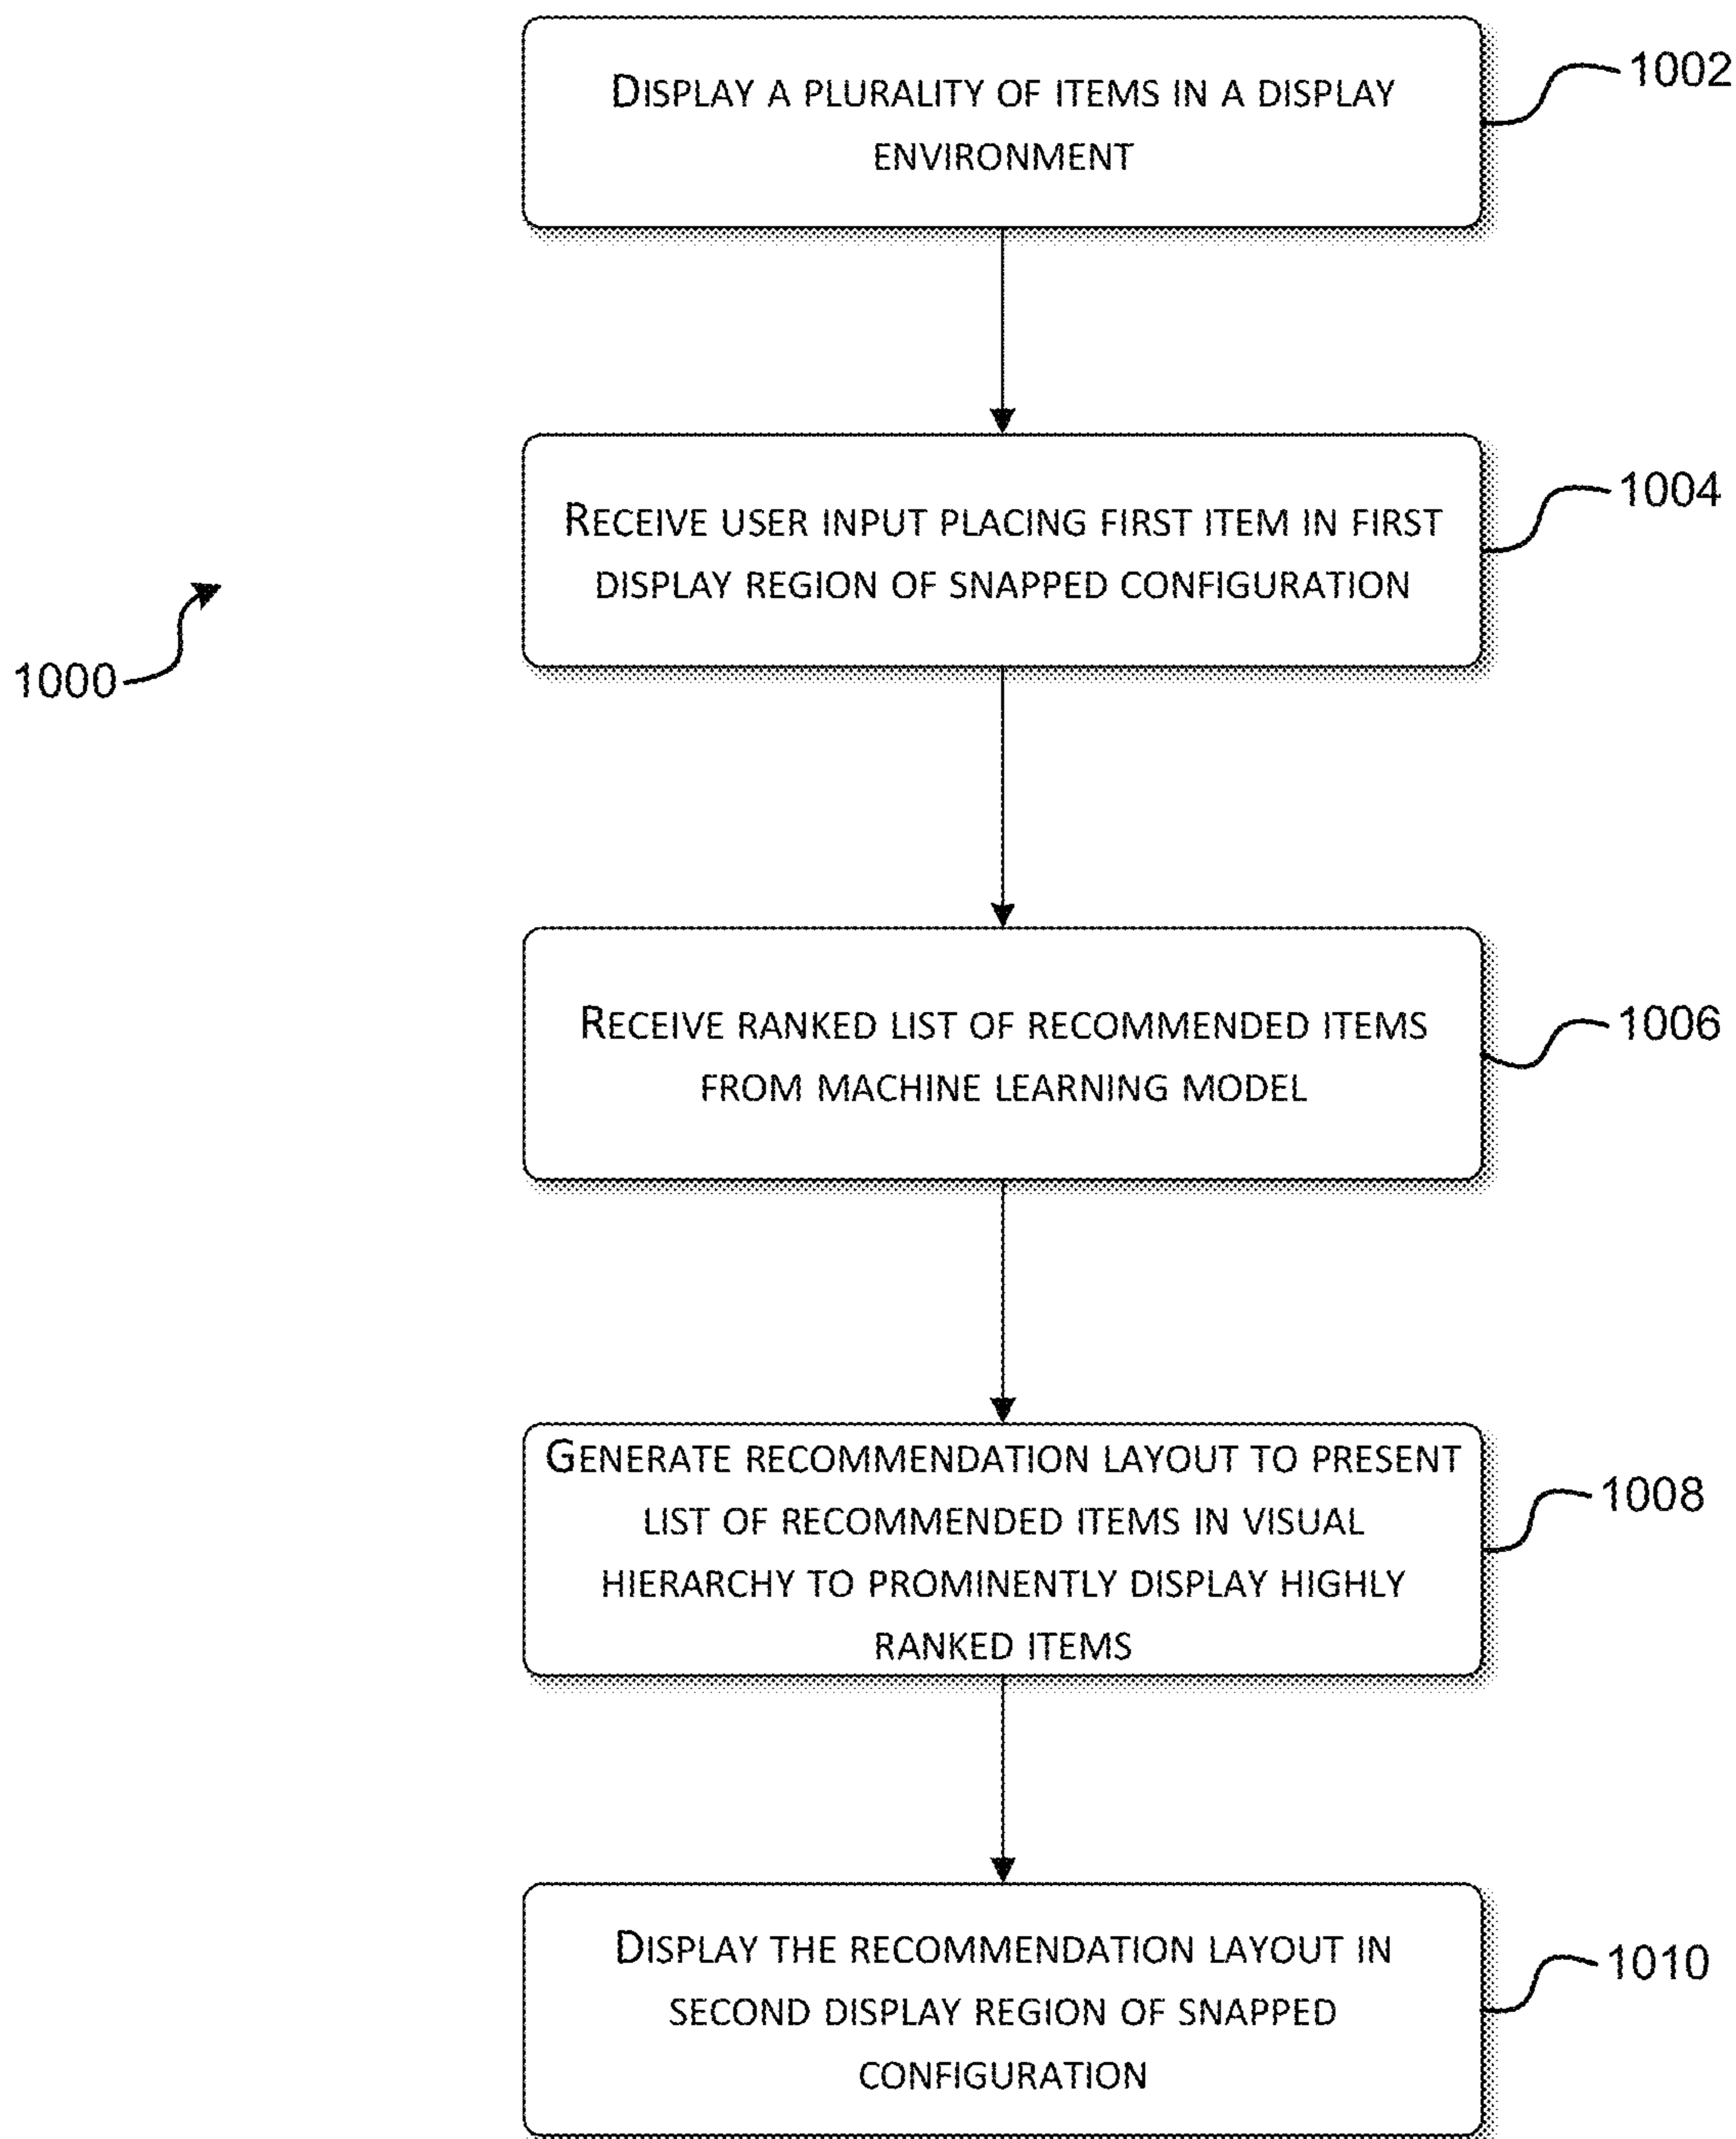 DISPLAY A PLURALITY OF ITEMS IN A DISPLAY
ENVIRONMENT
1002
RECEIVE USER INPUT PLACING FIRST ITEM IN FIRST
DISPLAY REGION OF SNAPPED CONFIGURATION
1004
1000
RECEIVE RANKED LIST OF RECOMMENDED ITEMS
FROM MACHINE LEARNING MODEL
1006
GENERATE RECOMMENDATION LAYOUT TO PRESENT
LIST OF RECOMMENDED ITEMS IN VISUAL
HIERARCHY TO PROMINENTLY DISPLAY HIGHLY
RANKED ITEMS
1008
DISPLAY THE RECOMMENDATION LAYOUT IN
SECOND DISPLAY REGION OF SNAPPED
CONFIGURATION
1010